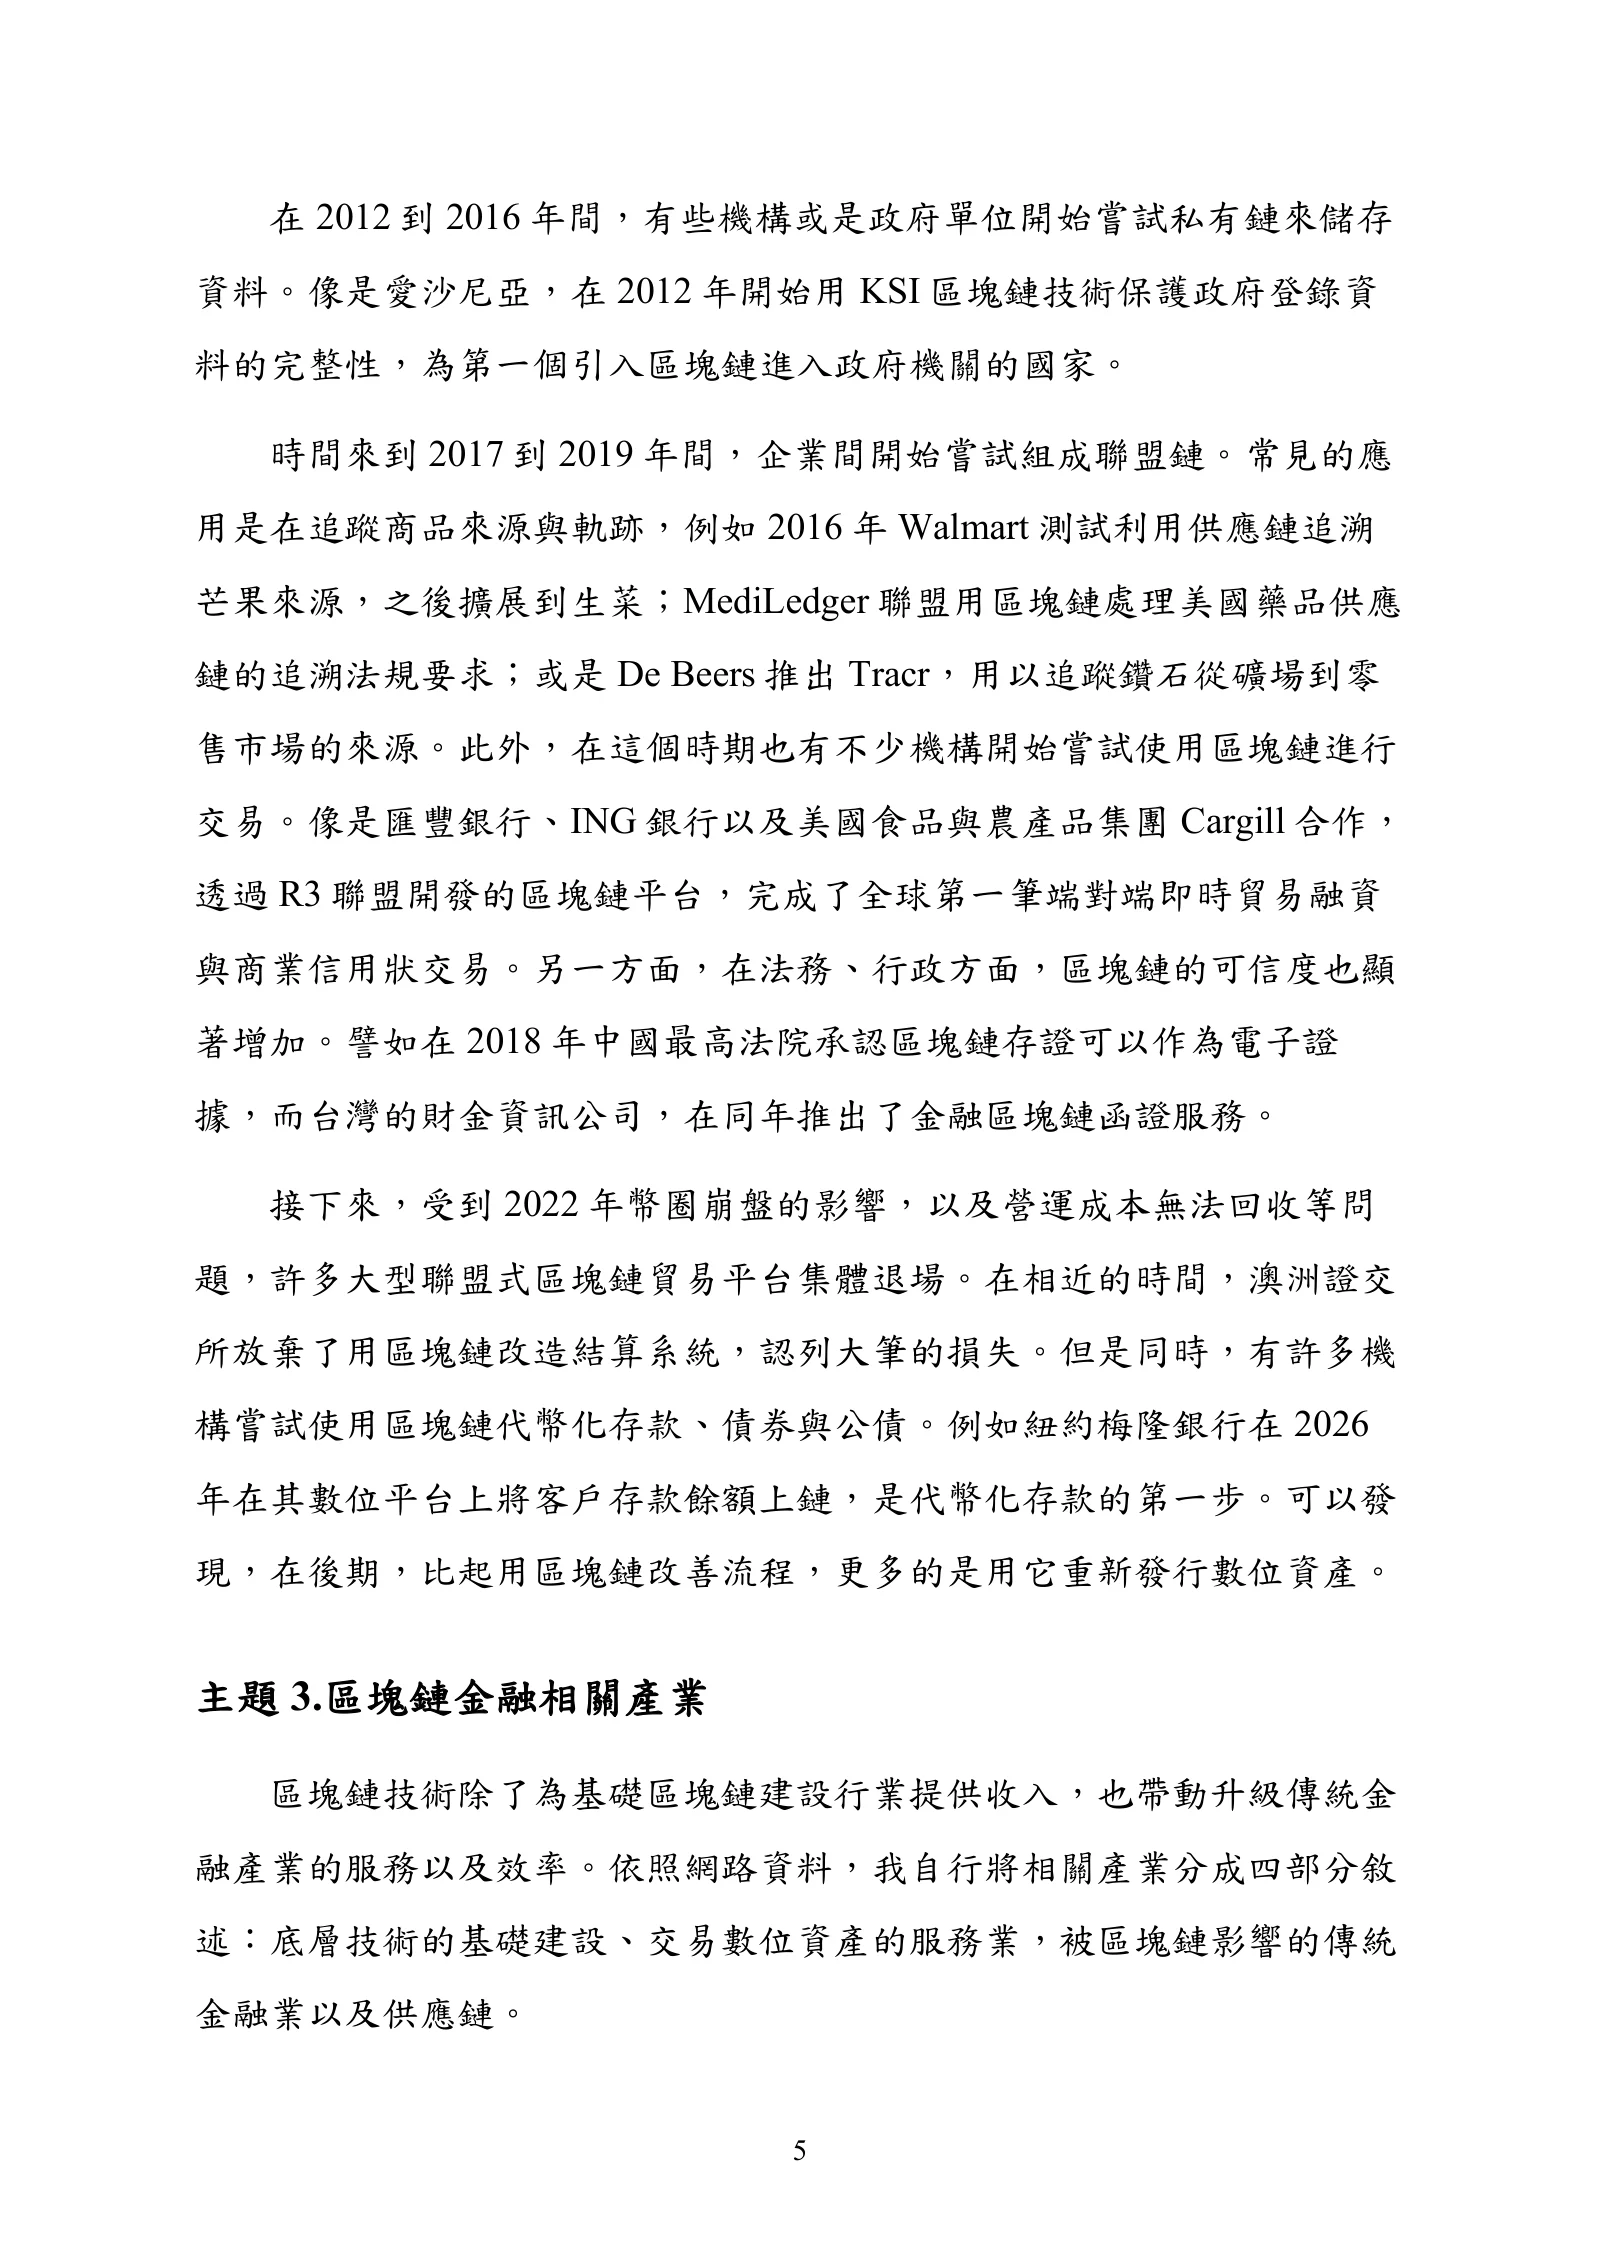 在 2012 到 2016 年間，有些機構或是政府單位開始嘗試私有鏈來儲存
資料。像是愛沙尼亞，在 2012 年開始用 KSI 區塊鏈技術保護政府登錄資
料的完整性，為第一個引入區塊鏈進入政府機關的國家。
時間來到 2017 到 2019 年間，企業間開始嘗試組成聯盟鏈。常見的應
用是在追蹤商品來源與軌跡，例如 2016 年 Walmart 測試利用供應鏈追溯
芒果來源，之後擴展到生菜；MediLedger 聯盟用區塊鏈處理美國藥品供應
鏈的追溯法規要求；或是 De Beers 推出 Tracr，用以追蹤鑽石從礦場到零
售市場的來源。此外，在這個時期也有不少機構開始嘗試使用區塊鏈進行
交易。像是匯豐銀行、ING 銀行以及美國食品與農產品集團 Cargill 合作，
透過 R3 聯盟開發的區塊鏈平台，完成了全球第一筆端對端即時貿易融資
與商業信用狀交易。另一方面，在法務、行政方面，區塊鏈的可信度也顯
著增加。譬如在 2018 年中國最高法院承認區塊鏈存證可以作為電子證
據，而台灣的財金資訊公司，在同年推出了金融區塊鏈函證服務。
接下來，受到 2022 年幣圈崩盤的影響，以及營運成本無法回收等問
題，許多大型聯盟式區塊鏈貿易平台集體退場。在相近的時間，澳洲證交
所放棄了用區塊鏈改造結算系統，認列大筆的損失。但是同時，有許多機
構嘗試使用區塊鏈代幣化存款、債券與公債。例如紐約梅隆銀行在 2026
年在其數位平台上將客戶存款餘額上鏈，是代幣化存款的第一步。可以發
現，在後期，比起用區塊鏈改善流程，更多的是用它重新發行數位資產。
主題 3.區塊鏈金融相關產業
區塊鏈技術除了為基礎區塊鏈建設行業提供收入，也帶動升級傳統金
融產業的服務以及效率。依照網路資料，我自行將相關產業分成四部分敘
述：底層技術的基礎建設、交易數位資產的服務業，被區塊鏈影響的傳統
金融業以及供應鏈。
5